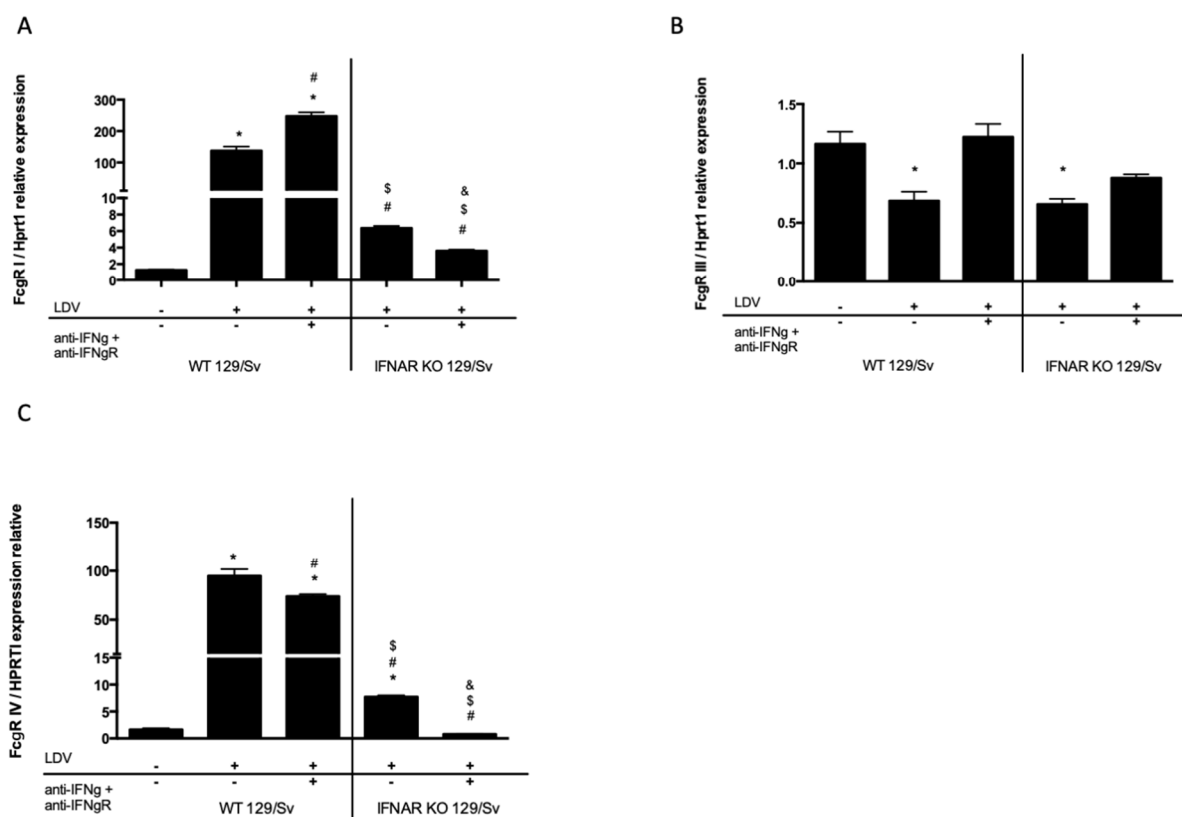 A
FcgR I / Hprt1 relative expression
300
200
100
10
8
6
4
2
0
*
#
*
$
#
&
$
#
LDV
- + + + +
anti-IFNg +
anti-IFNgR
- - + - +
WT 129/Sv
IFNAR KO 129/Sv
B
FcgR III / Hprt1 relative expression
1.5
1.0
0.5
0.0
*
*
LDV
- + + + +
anti-IFNg +
anti-IFNgR
- - + - +
WT 129/Sv
IFNAR KO 129/Sv
C
FcgR IV / HPRTI expression relative
150
100
50
15
10
5
0
*
#
*
$
#
*
&
$
#
LDV
- + + + +
anti-IFNg +
anti-IFNgR
- - + - +
WT 129/Sv
IFNAR KO 129/Sv